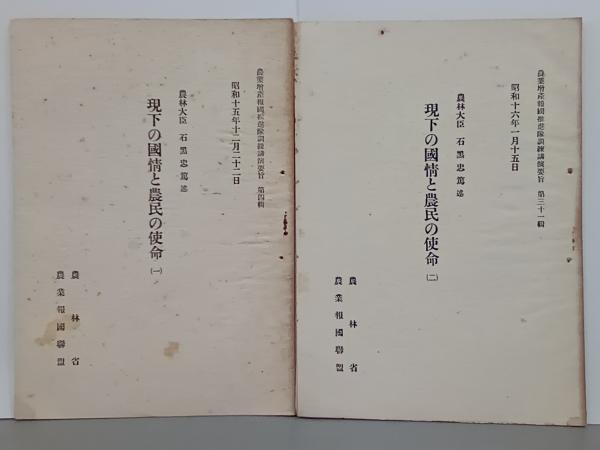 農業增產報國推進隊訓練講演要旨 第四輯
昭和十五年十二月二十二日
農林大臣 石黑忠篤述
現下の國情と農民の使命(一)
農林省
農業報國聯盟
農業增產報國推進隊訓練講演要旨 第三十一輯
昭和十六年一月十五日
農林大臣 石黑忠篤述
現下の國情と農民の使命(二)
農林省
農業報國聯盟